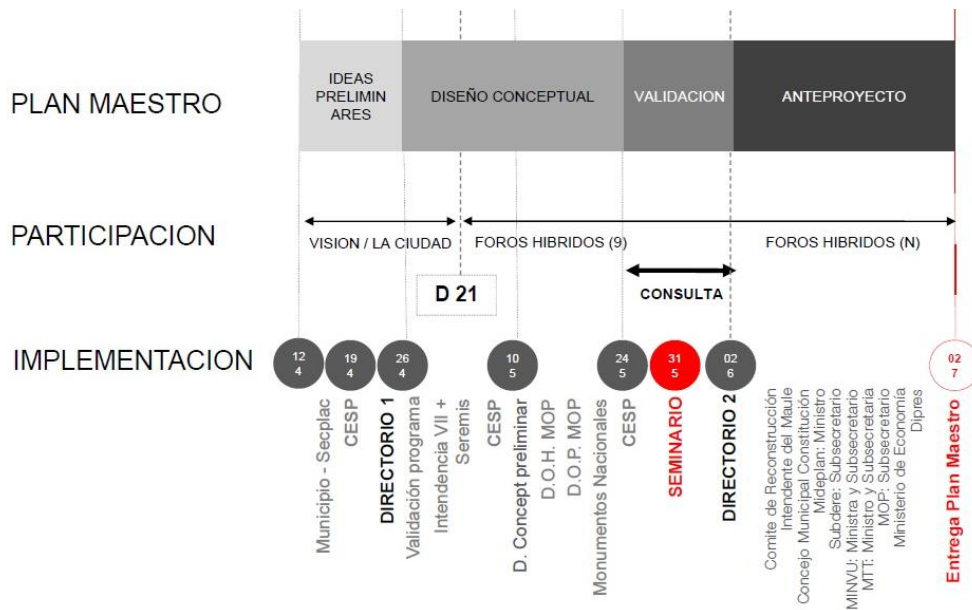 PLAN MAESTRO
IDEAS
PRELIMIN
ARES
DISEÑO CONCEPTUAL
VALIDACION
ANTEPROYECTO
PARTICIPACION
VISION / LA CIUDAD
FOROS HIBRIDOS (9)
FOROS HIBRIDOS (N)
D 21
CONSULTA
IMPLEMENTACION
12
4
19
4
26
4
10
5
24
5
31
5
02
6
02
7
Municipio - Secplac
CESP
DIRECTORIO 1
Validación programa
Intendencia VII +
Seremis
CESP
D. Concept preliminar
D.O.H. MOP
D.O.P. MOP
Monumentos Nacionales
CESP
SEMINARIO
DIRECTORIO 2
Comite de Reconstrucción
Intendente del Maule
Concejo Municipal Constitución
Mideplan: Ministro
Subdere: Subsecretario
MINVU: Ministra y Subsecretario
MTT: Ministro y Subsecretaria
MOP: Subsecretario
Ministerio de Economía
Dipres
Entrega Plan Maestro